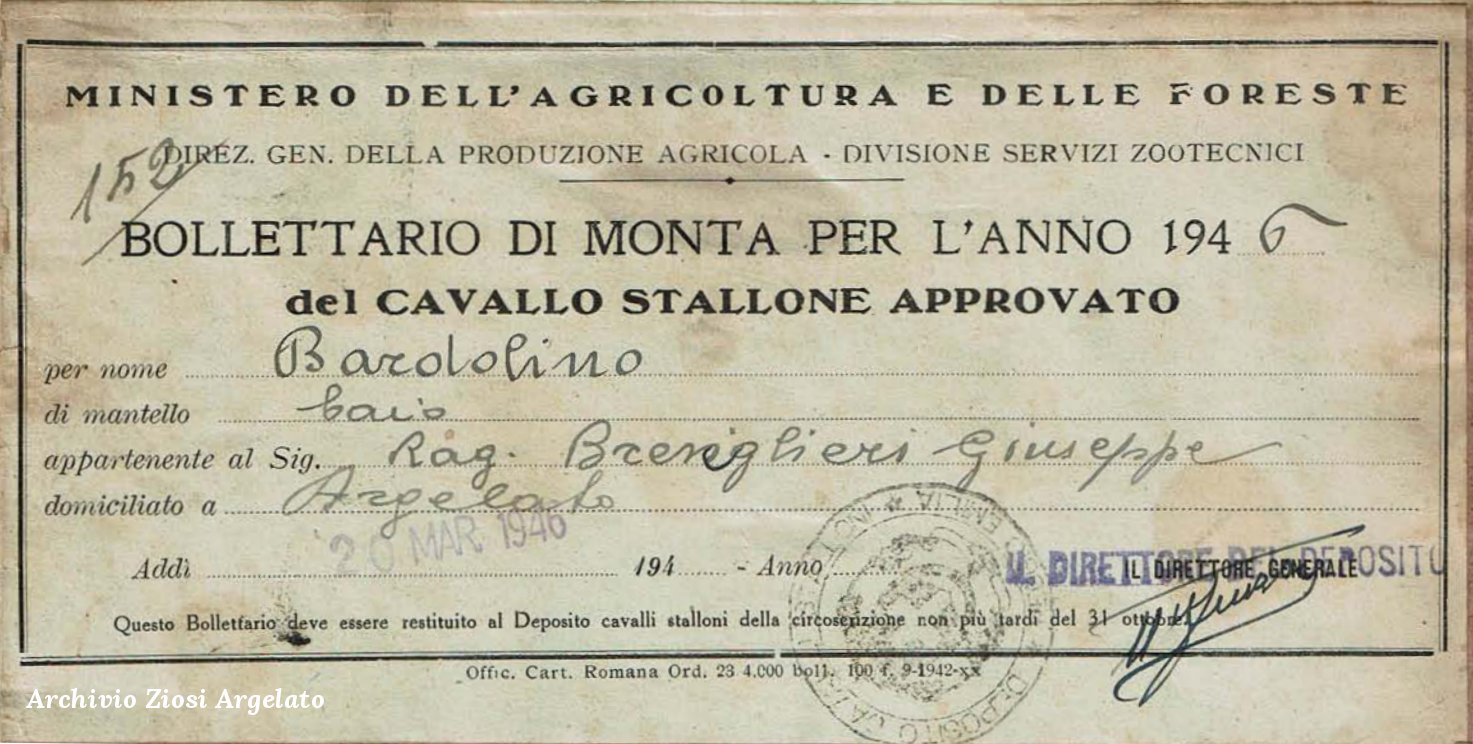 MINISTERO DELL'AGRICOLTURA E DELLE FORESTE
152
DIREZ. GEN. DELLA PRODUZIONE AGRICOLA - DIVISIONE SERVIZI ZOOTECNICI
BOLLETTARIO DI MONTA PER L'ANNO 1946
del CAVALLO STALLONE APPROVATO
per nome Bardolino
di mantello baio
appartenente al Sig. Rag. Breviglieri Giuseppe
domiciliato a Argelato
20 MAR. 1946
Addì 194 - Anno
IL DIRETTORE DEL DEPOSITO
IL DIRETTORE GENERALE
Questo Bollettario deve essere restituito al Deposito cavalli stalloni della circoscrizione non più tardi del 31 ottobre.
Offic. Cart. Romana Ord. 23 4.000 boll. 100 f. 9-1942-xx
EMILIA
DEPOSITO CA
Archivio Ziosi Argelato